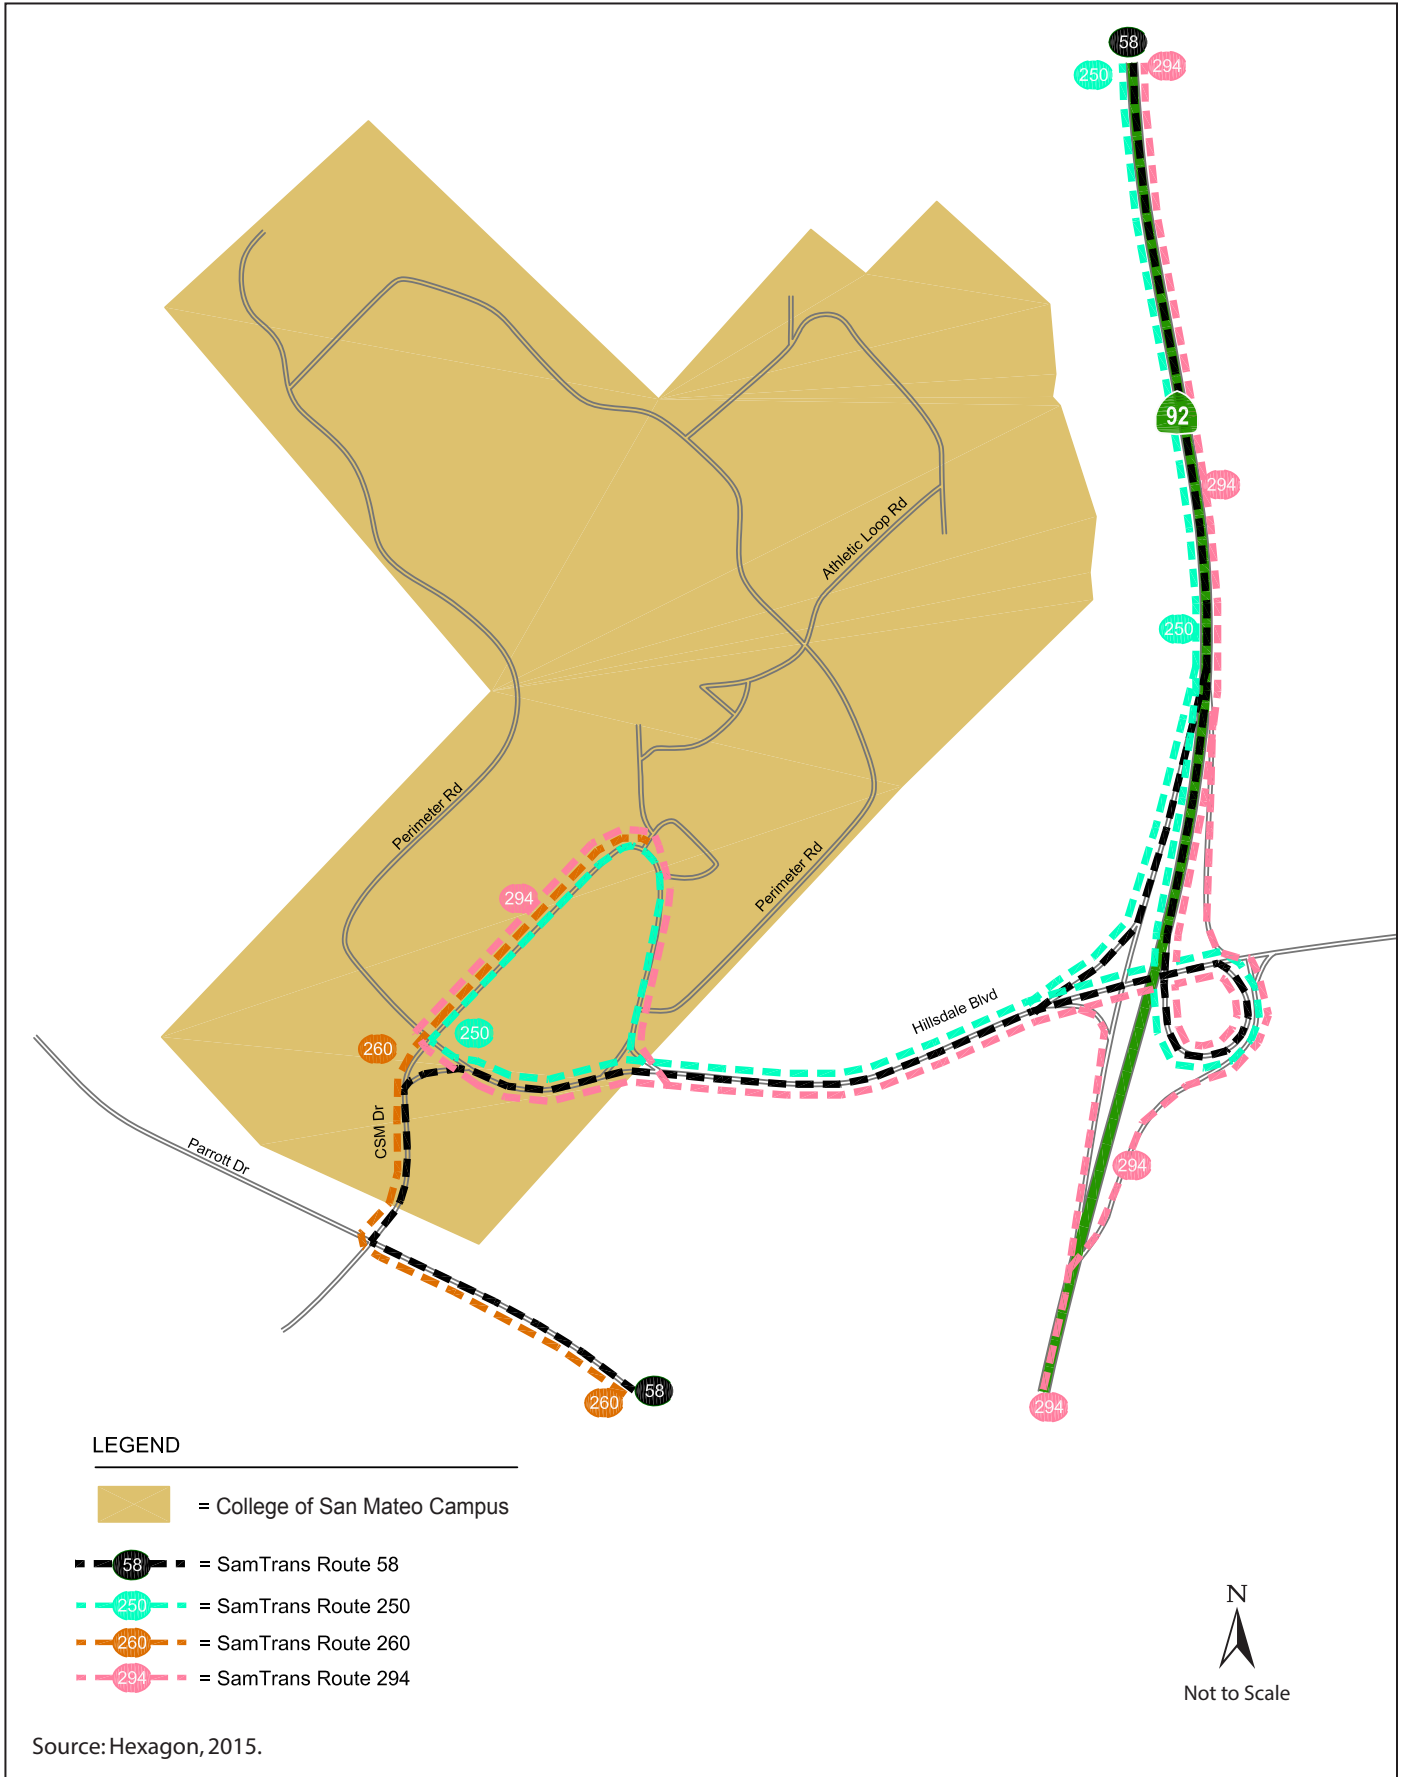 58
250
294
92
294
Athletic Loop Rd
250
Perimeter Rd
Perimeter Rd
294
Hillsdale Blvd
250
260
CSM Dr
Parrott Dr
294
58
260
294
LEGEND
= College of San Mateo Campus
58 = SamTrans Route 58
250 = SamTrans Route 250
260 = SamTrans Route 260
294 = SamTrans Route 294
N
Not to Scale
Source: Hexagon, 2015.